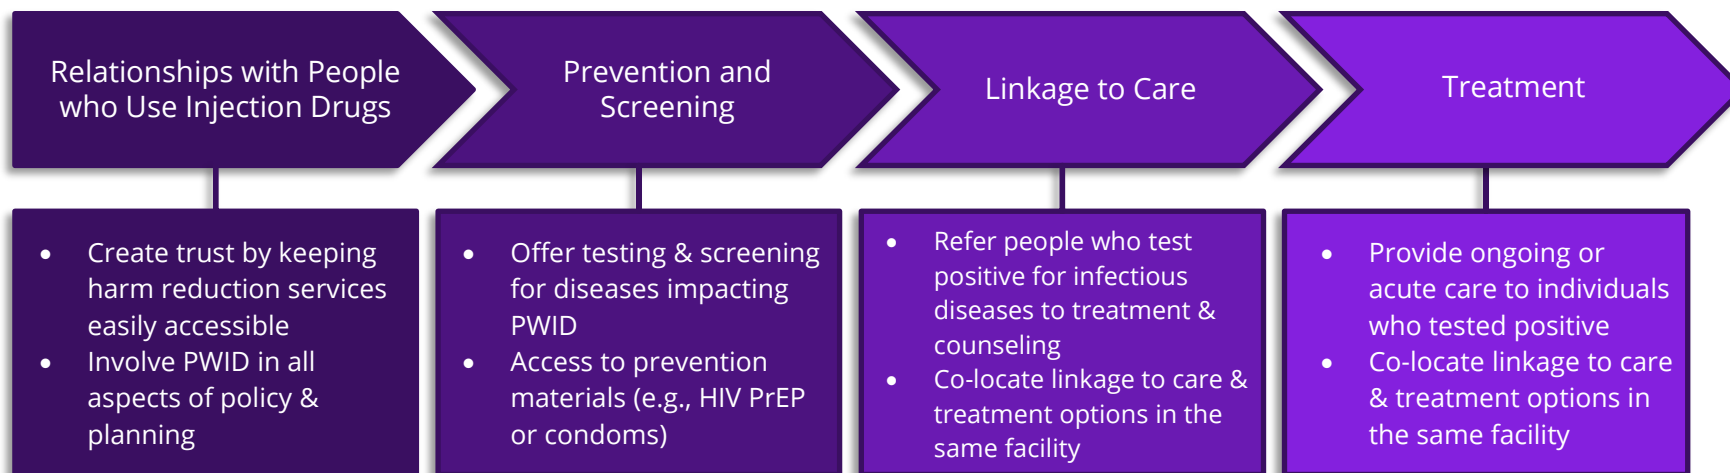 Relationships with People
who Use Injection Drugs
Prevention and
Screening
Linkage to Care
Treatment
• Create trust by keeping
harm reduction services
easily accessible
• Involve PWID in all
aspects of policy &
planning
• Offer testing & screening
for diseases impacting
PWID
• Access to prevention
materials (e.g., HIV PrEP
or condoms)
• Refer people who test
positive for infectious
diseases to treatment &
counseling
• Co-locate linkage to care &
treatment options in the
same facility
• Provide ongoing or
acute care to individuals
who tested positive
• Co-locate linkage to care
& treatment options in
the same facility